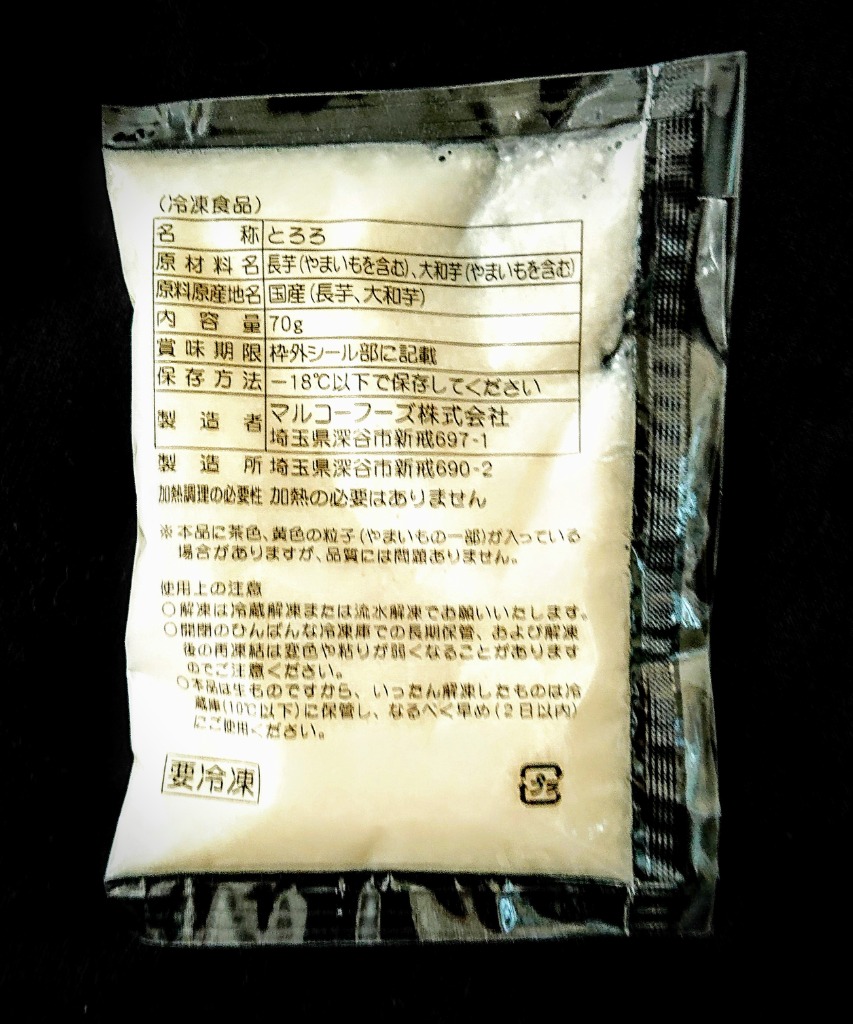 (冷凍食品)
名称 とろろ
原材料名 長芋(やまいもを含む)、大和芋(やまいもを含む)
原料原産地名 国産(長芋、大和芋)
内容量 70g
賞味期限 枠外シール部に記載
保存方法 −18℃以下で保存してください
製造者 マルコーフーズ株式会社
埼玉県深谷市新戒697-1
製造所 埼玉県深谷市新戒690-2
加熱調理の必要性 加熱の必要はありません
※本品に茶色、黄色の粒子(やまいもの一部)が入っている
場合がありますが、品質には問題ありません。
使用上の注意
○解凍は冷蔵解凍または流水解凍でお願いいたします。
○開閉のひんぱんな冷凍庫での長期保管、および解凍
後の再凍結は変色や粘りが弱くなることがあります
のでご注意ください。
○本品は生ものですから、いったん解凍したものは冷
蔵庫(10℃以下)に保管し、なるべく早め(2日以内)
にご使用ください。
要冷凍
プラ